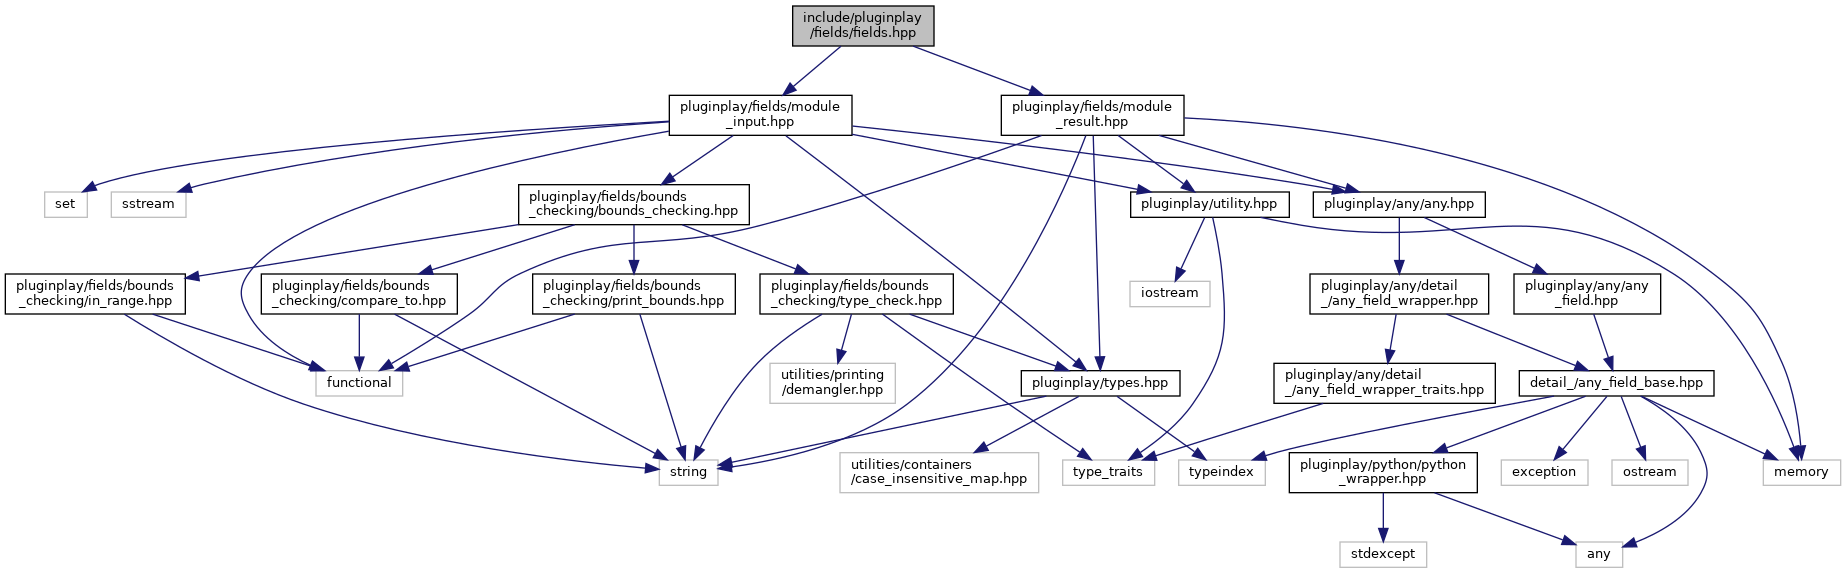 include/pluginplay
/fields/fields.hpp
pluginplay/fields/module
_input.hpp
pluginplay/fields/module
_result.hpp
set
sstream
pluginplay/fields/bounds
_checking/bounds_checking.hpp
pluginplay/utility.hpp
pluginplay/any/any.hpp
pluginplay/fields/bounds
_checking/in_range.hpp
pluginplay/fields/bounds
_checking/compare_to.hpp
pluginplay/fields/bounds
_checking/print_bounds.hpp
pluginplay/fields/bounds
_checking/type_check.hpp
iostream
pluginplay/any/detail
_/any_field_wrapper.hpp
pluginplay/any/any
_field.hpp
functional
utilities/printing
/demangler.hpp
pluginplay/types.hpp
pluginplay/any/detail
_/any_field_wrapper_traits.hpp
detail_/any_field_base.hpp
string
utilities/containers
/case_insensitive_map.hpp
type_traits
typeindex
pluginplay/python/python
_wrapper.hpp
exception
ostream
memory
stdexcept
any